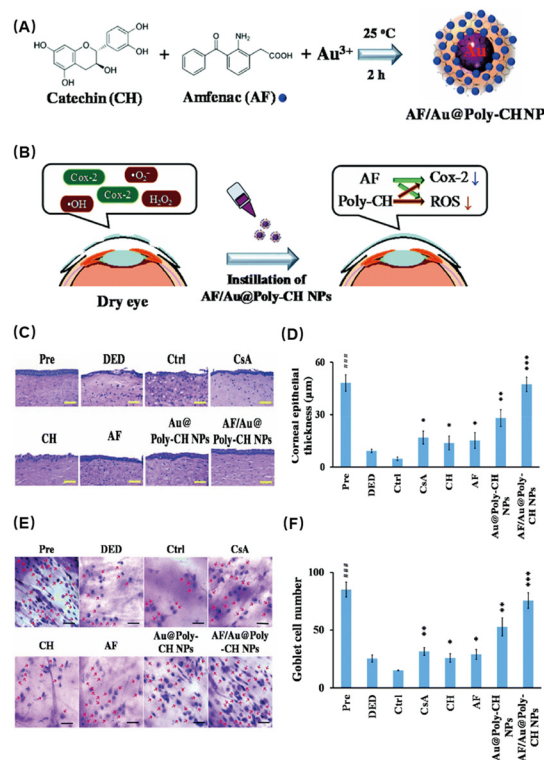 (A)
HO
O
OH
OH
OH
OH
Catechin (CH)
+
O
NH₂
COOH
Amfenac (AF)
+ Au³⁺
25 °C
2 h
Au
AF/Au@Poly-CH NP
(B)
Cox-2
•O₂⁻
Cox-2
•OH
H₂O₂
Dry eye
Instillation of
AF/Au@Poly-CH NPs
AF
Cox-2 ↓
Poly-CH
ROS ↓
(C)
Pre
DED
Ctrl
CsA
CH
AF
Au@
Poly-CH NPs
AF/Au@
Poly-CH NPs
(D)
Corneal epithelial
thickness (μm)
60
30
0
###
*
*
*
**
***
Pre
DED
Ctrl
CsA
CH
AF
Au@Poly-CH
NPs
AF/Au@Poly-
CH NPs
(E)
Pre
DED
Ctrl
CsA
CH
AF
Au@Poly-
CH NPs
AF/Au@Poly
-CH NPs
(F)
Goblet cell number
100
50
0
###
**
*
*
**
***
Pre
DED
Ctrl
CsA
CH
AF
Au@Poly-CH
NPs
AF/Au@Poly-
CH NPs